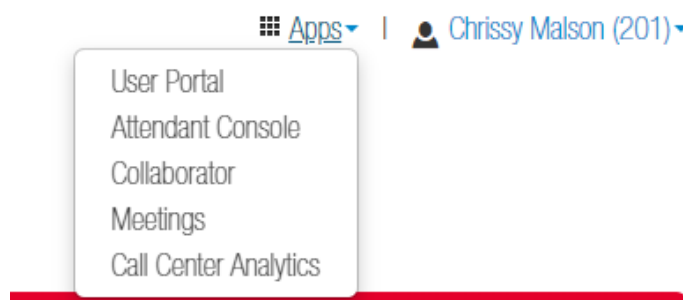 Apps | Chrissy Malson (201)
User Portal
Attendant Console
Collaborator
Meetings
Call Center Analytics